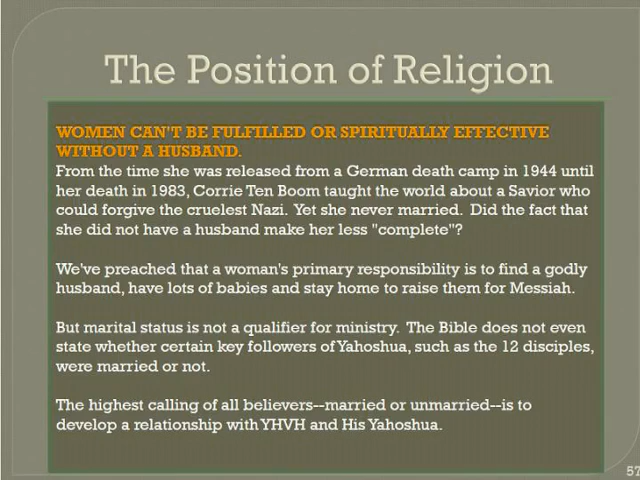 The Position of Religion
WOMEN CAN'T BE FULFILLED OR SPIRITUALLY EFFECTIVE
WITHOUT A HUSBAND.
From the time she was released from a German death camp in 1944 until
her death in 1983, Corrie Ten Boom taught the world about a Savior who
could forgive the cruelest Nazi.  Yet she never married.  Did the fact that
she did not have a husband make her less "complete"?
We've preached that a woman's primary responsibility is to find a godly
husband, have lots of babies and stay home to raise them for Messiah.
But marital status is not a qualifier for ministry.  The Bible does not even
state whether certain key followers of Yahoshua, such as the 12 disciples,
were married or not.
The highest calling of all believers--married or unmarried--is to
develop a relationship with YHVH and His Yahoshua.
57